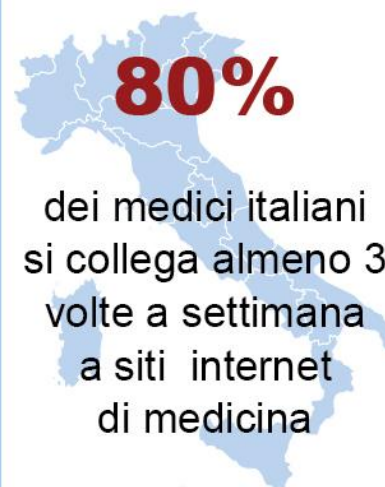 80%
dei medici italiani
si collega almeno 3
volte a settimana
a siti internet
di medicina